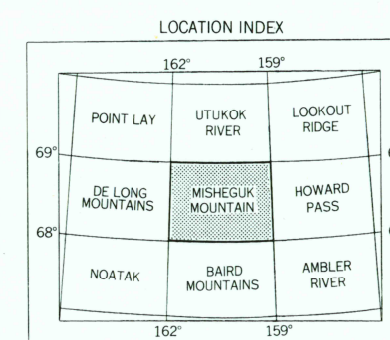 LOCATION INDEX
162° 159°
POINT LAY
UTUKOK
RIVER
LOOKOUT
RIDGE
69°
DE LONG
MOUNTAINS
MISHEGUK
MOUNTAIN
HOWARD
PASS
68°
NOATAK
BAIRD
MOUNTAINS
AMBLER
RIVER
162° 159°